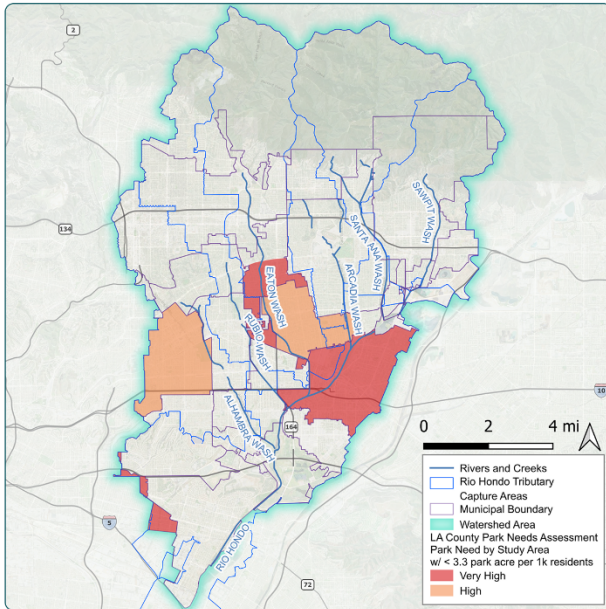 2
134
SAWPIT WASH
SANTA ANA WASH
ARCADIA WASH
EATON WASH
RUBIO WASH
ALHAMBRA WASH
10
164
5
RIO HONDO
72
0 2 4 mi
Rivers and Creeks
Rio Hondo Tributary
Capture Areas
Municipal Boundary
Watershed Area
LA County Park Needs Assessment
Park Need by Study Area
w/ < 3.3 park acre per 1k residents
Very High
High